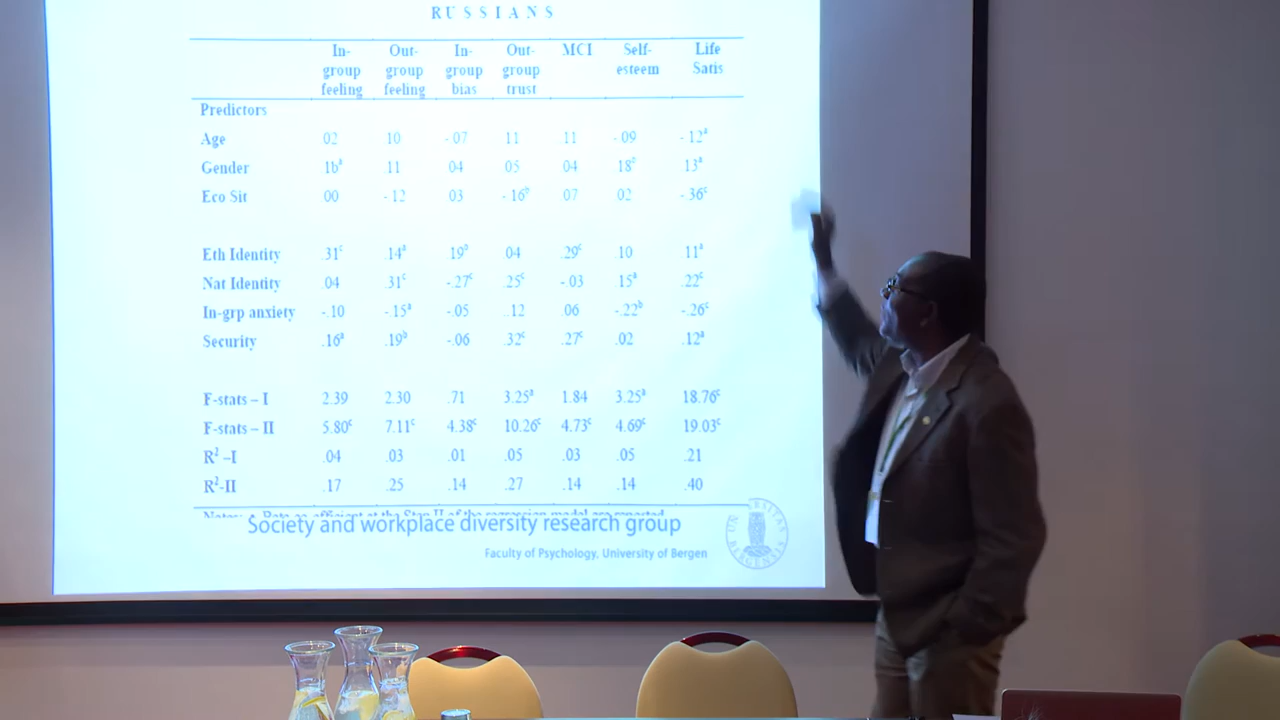 RUSSIANS
In-group feeling Out-group feeling In-group bias Out-group trust MCI Self-esteem Life Satis
Predictors
Age 02 10 -07 11 11 -09 -12ª
Gender 1bª 11 04 05 04 18ᶜ 13ª
Eco Sit 00 -12 03 -16ᵇ 07 02 -36ᶜ
Eth Identity .31ᶜ .14ª 19ᵇ 04 .29ᶜ 10 11ª
Nat Identity .04 .31ᶜ -.27ᶜ .25ᶜ -03 15ª .22ᶜ
In-grp anxiety -.10 -.15ª -05 .12 .06 -.22ᵇ -.26ᶜ
Security .16ª .19ᵇ -.06 .32ᶜ .27ᶜ .02 .12ª
F-stats – I 2.39 2.30 .71 3.25ª 1.84 3.25ª 18.76ᶜ
F-stats – II 5.80ᶜ 7.11ᶜ 4.38ᶜ 10.26ᶜ 4.73ᶜ 4.69ᶜ 19.03ᶜ
R² –I .04 .03 .01 .05 .03 .05 .21
R²-II .17 .25 .14 .27 .14 .14 .40
Society and workplace diversity research group
Faculty of Psychology, University of Bergen